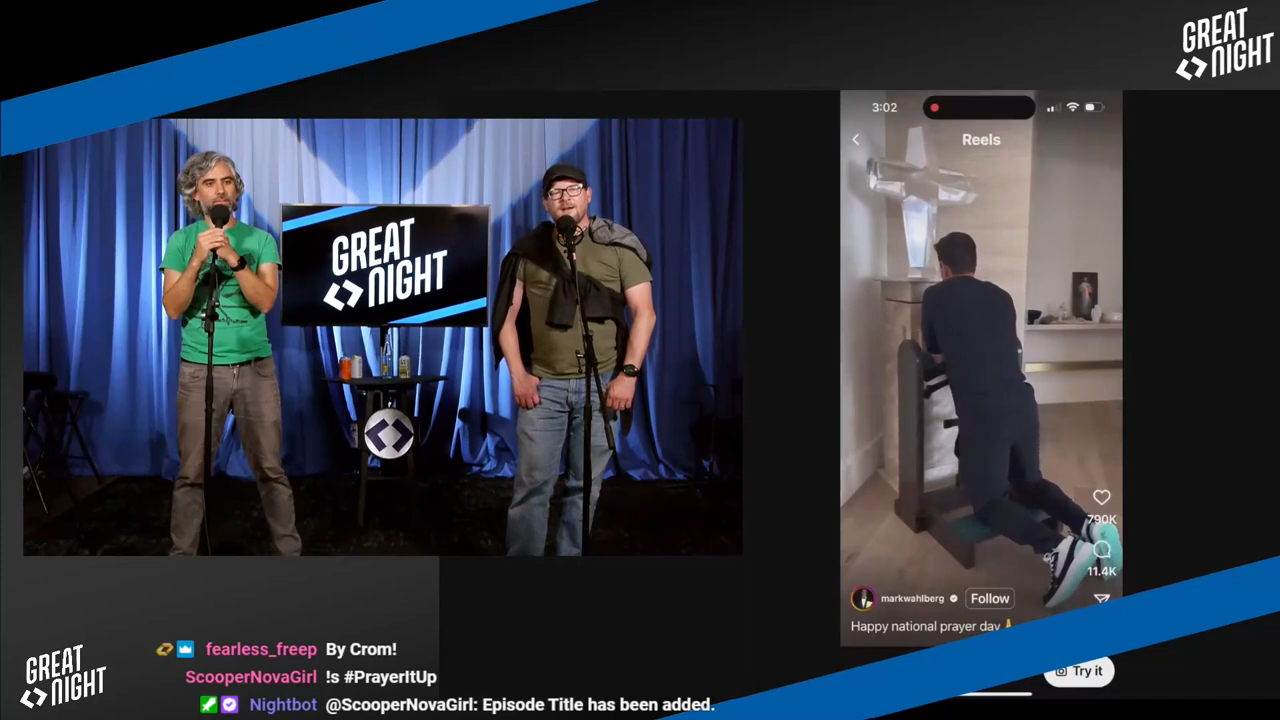 GREAT
NIGHT
GREAT
NIGHT
3:02
Reels
790K
11.4K
markwahlberg
Follow
Happy national prayer day 🙏
Try it
GREAT
NIGHT
fearless_freep By Crom!
ScooperNovaGirl !s #PrayerItUp
Nightbot @ScooperNovaGirl: Episode Title has been added.